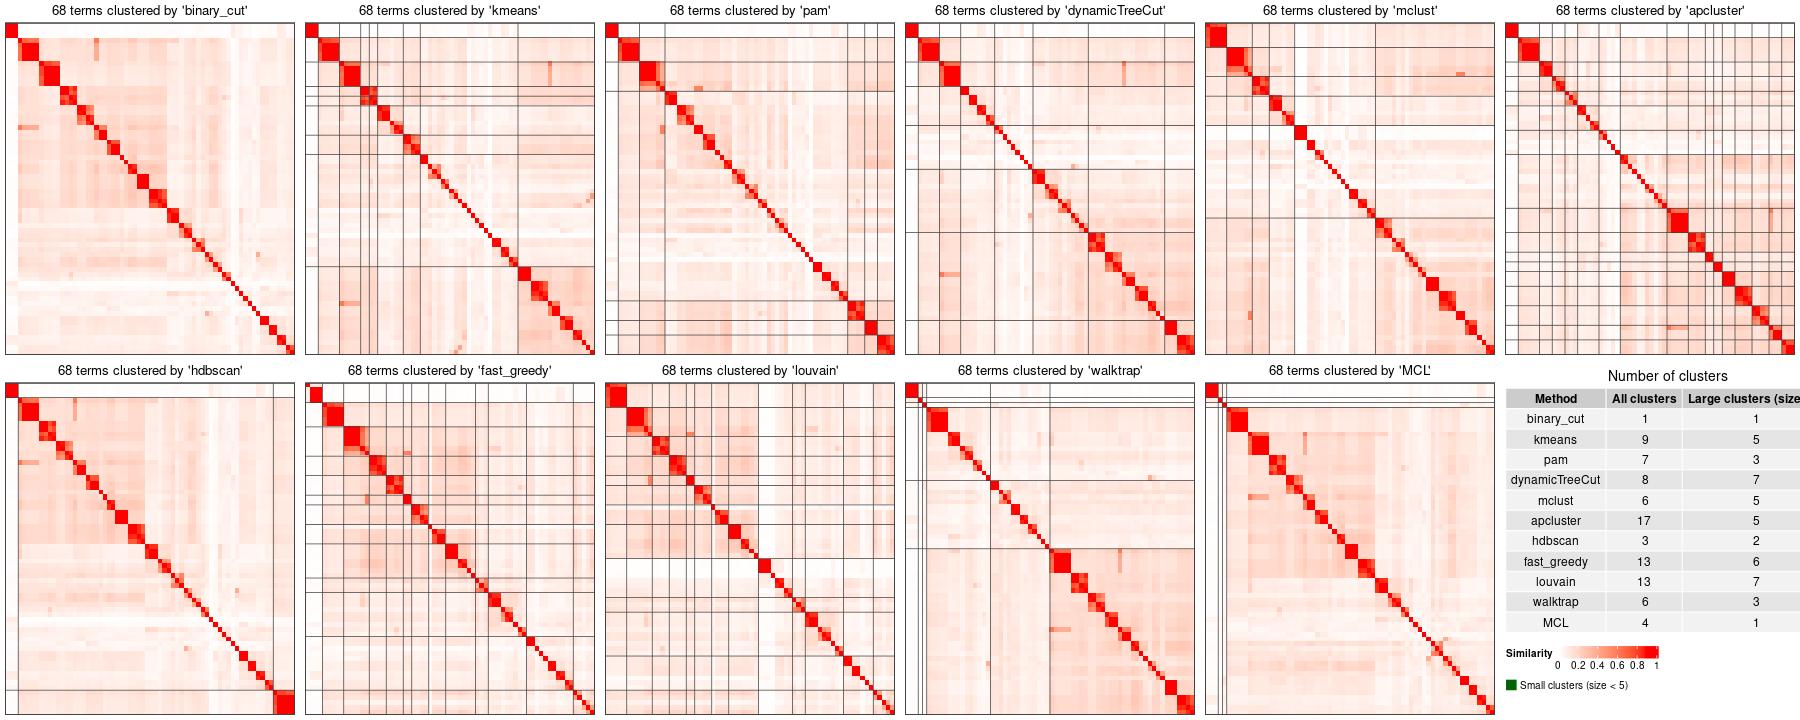 68 terms clustered by 'binary_cut'
68 terms clustered by 'kmeans'
68 terms clustered by 'pam'
68 terms clustered by 'dynamicTreeCut'
68 terms clustered by 'mclust'
68 terms clustered by 'apcluster'
68 terms clustered by 'hdbscan'
68 terms clustered by 'fast_greedy'
68 terms clustered by 'louvain'
68 terms clustered by 'walktrap'
68 terms clustered by 'MCL'
Number of clusters
Method All clusters Large clusters (size
binary_cut 1 1
kmeans 9 5
pam 7 3
dynamicTreeCut 8 7
mclust 6 5
apcluster 17 5
hdbscan 3 2
fast_greedy 13 6
louvain 13 7
walktrap 6 3
MCL 4 1
Similarity
0 0.2 0.4 0.6 0.8 1
Small clusters (size < 5)